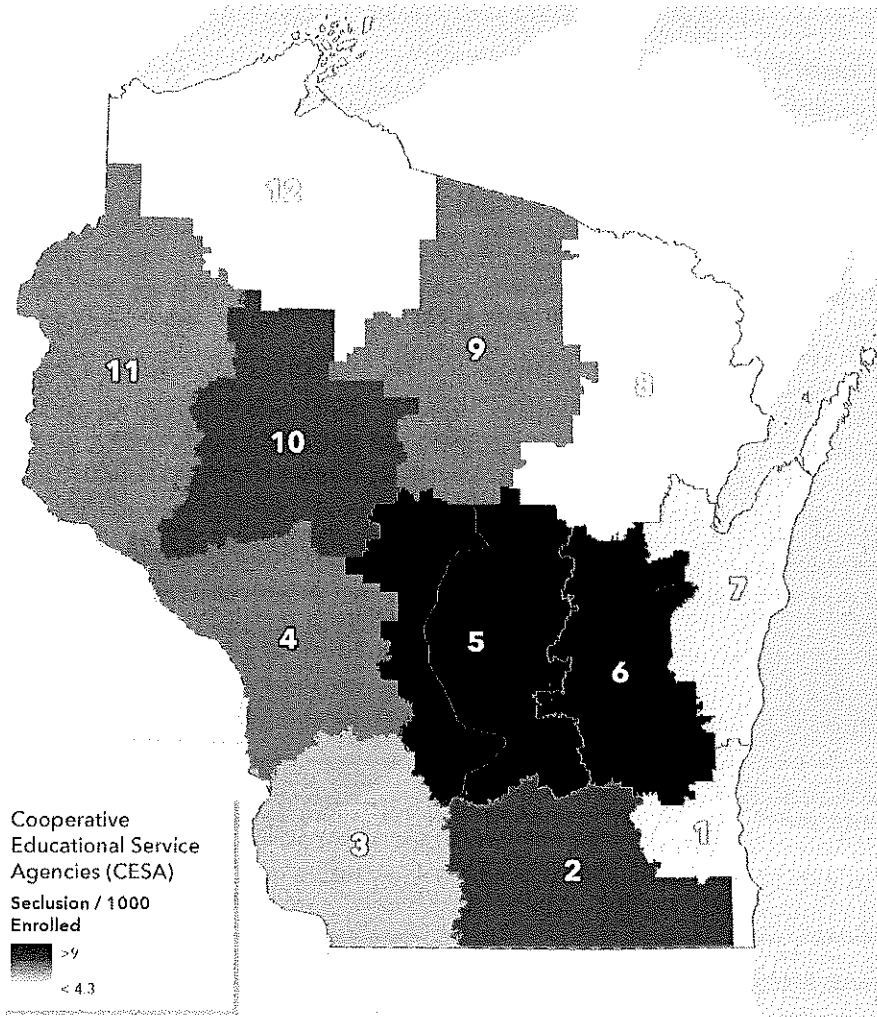 12
11
9
8
10
7
4
5
6
3
1
2
Cooperative
Educational Service
Agencies (CESA)
Seclusion / 1000
Enrolled
>9
< 4.3